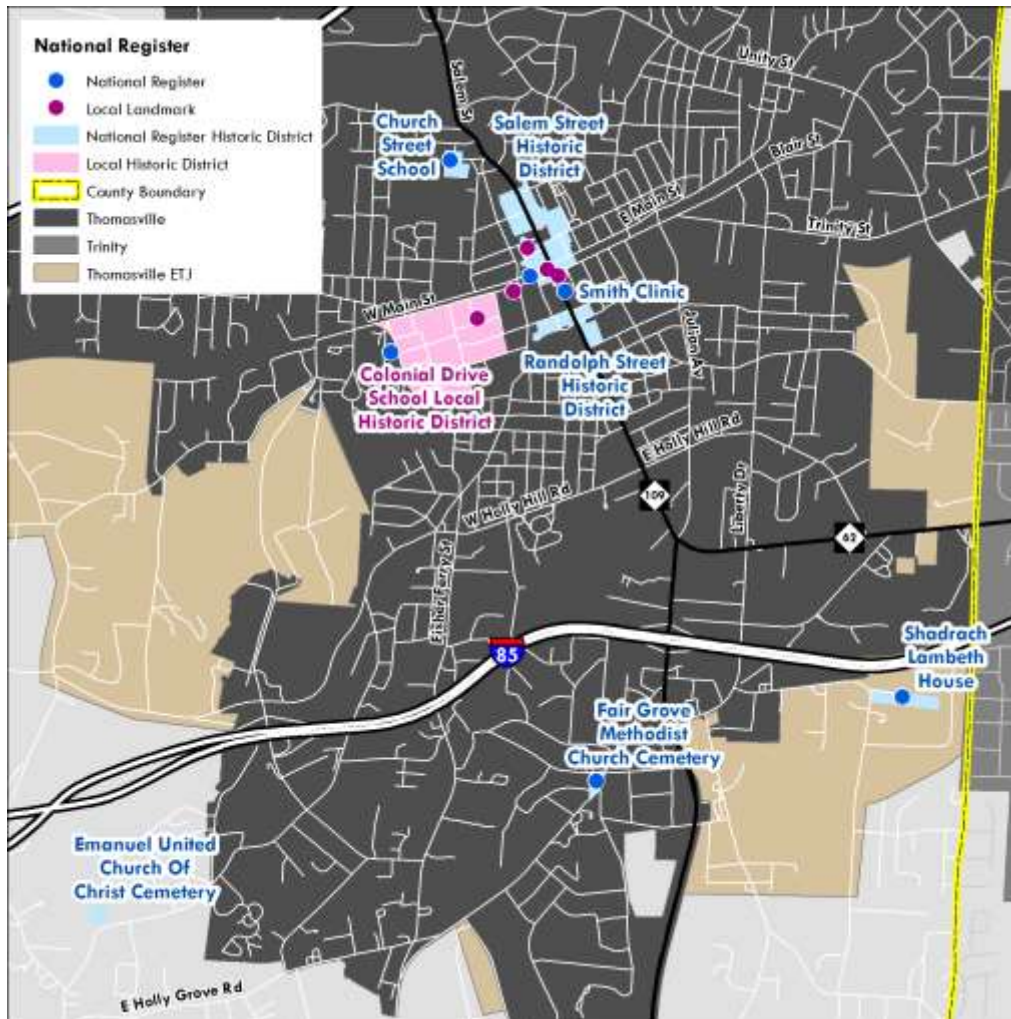 National Register
National Register
Local Landmark
National Register Historic District
Local Historic District
County Boundary
Thomasville
Trinity
Thomasville ETJ
Salem St
Unity St
Church
Street
School
Salem Street
Historic
District
Blair St
E Main St
Trinity St
W Main St
Smith Clinic
Julian Av
Colonial Drive
School Local
Historic District
Randolph Street
Historic
District
E Holly Hill Rd
W Holly Hill Rd
109
Liberty Dr
62
Fisher Ferry St
85
Shadrach
Lambeth
House
Fair Grove
Methodist
Church Cemetery
Emanuel United
Church Of
Christ Cemetery
E Holly Grove Rd